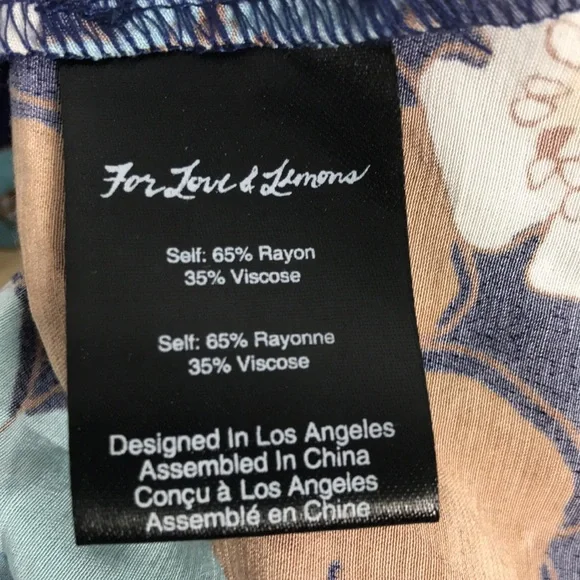 For Love & Lemons
Self: 65% Rayon
35% Viscose
Self: 65% Rayonne
35% Viscose
Designed In Los Angeles
Assembled In China
Conçu à Los Angeles
Assemblé en Chine